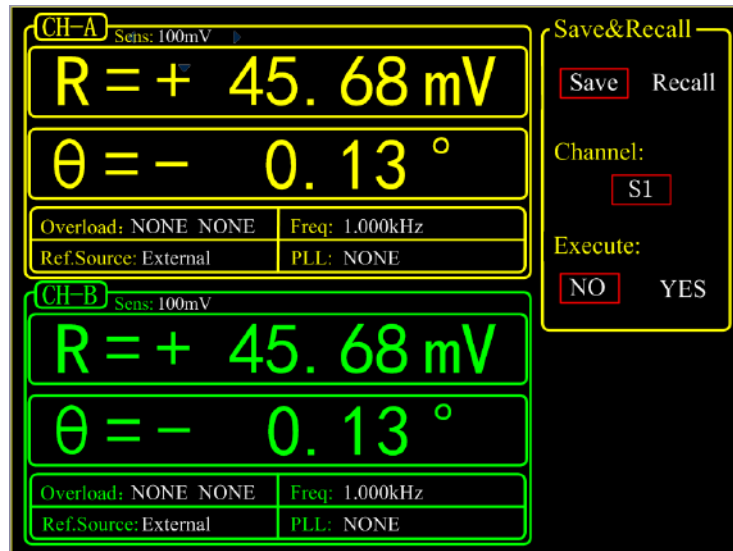 CH-A Sens: 100mV
R = + 45.68 mV
θ = - 0.13 °
Overload: NONE NONE Freq: 1.000kHz
Ref.Source: External PLL: NONE
CH-B Sens: 100mV
R = + 45.68 mV
θ = - 0.13 °
Overload: NONE NONE Freq: 1.000kHz
Ref.Source: External PLL: NONE
Save&Recall
Save Recall
Channel:
S1
Execute:
NO YES